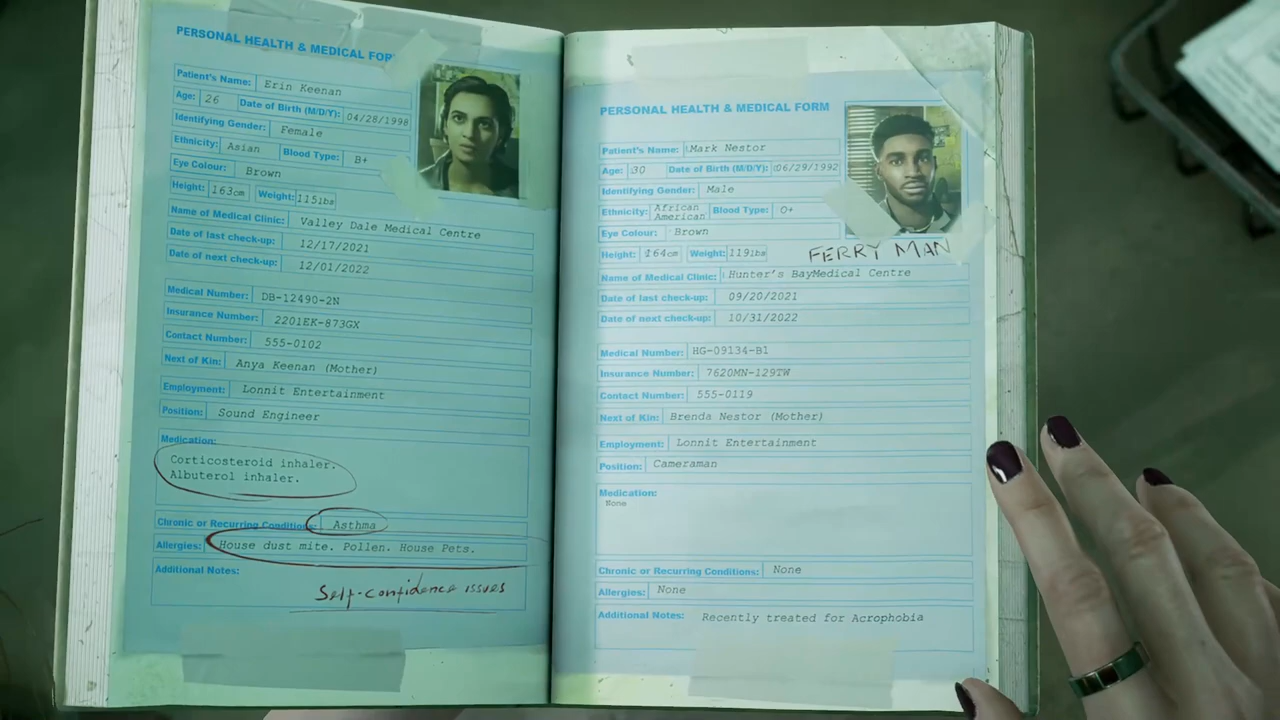 PERSONAL HEALTH & MEDICAL FOR
Patient's Name: Erin Keenan
Age: 26 Date of Birth (M/D/Y): 04/28/1998
Identifying Gender: Female
Ethnicity: Asian Blood Type: B+
Eye Colour: Brown
Height: 163cm Weight: 115lbs
Name of Medical Clinic: Valley Dale Medical Centre
Date of last check-up: 12/17/2021
Date of next check-up: 12/01/2022
Medical Number: DB-12490-2N
Insurance Number: 2201EK-873GX
Contact Number: 555-0102
Next of Kin: Anya Keenan (Mother)
Employment: Lonnit Entertainment
Position: Sound Engineer
Medication:
Corticosteroid inhaler.
Albuterol inhaler.
Chronic or Recurring Conditions: Asthma
Allergies: House dust mite. Pollen. House Pets.
Additional Notes:
Self-confidence issues
PERSONAL HEALTH & MEDICAL FORM
Patient's Name: Mark Nestor
Age: 30 Date of Birth (M/D/Y): 06/29/1992
Identifying Gender: Male
Ethnicity: African American Blood Type: O+
Eye Colour: Brown
FERRY MAN
Height: 164cm Weight: 119lbs
Name of Medical Clinic: Hunter's BayMedical Centre
Date of last check-up: 09/20/2021
Date of next check-up: 10/31/2022
Medical Number: HG-09134-B1
Insurance Number: 7620MN-129TW
Contact Number: 555-0119
Next of Kin: Brenda Nestor (Mother)
Employment: Lonnit Entertainment
Position: Cameraman
Medication:
None
Chronic or Recurring Conditions: None
Allergies: None
Additional Notes: Recently treated for Acrophobia